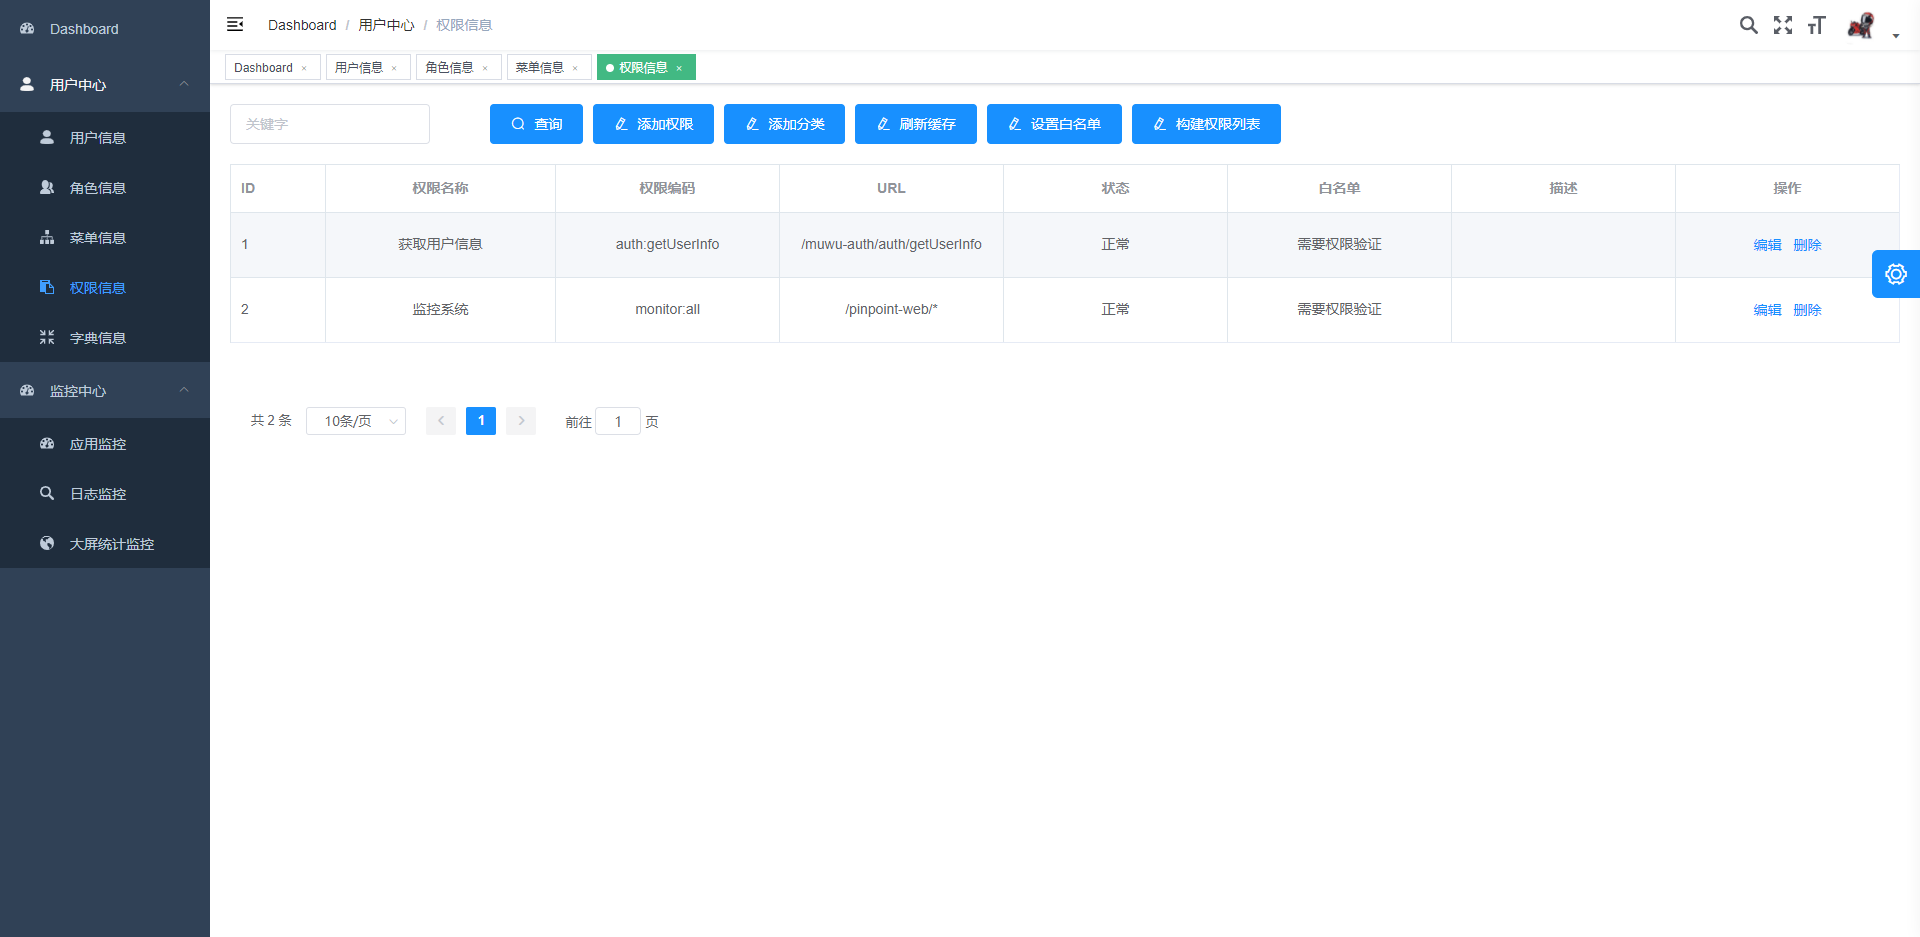 Dashboard
用户中心
用户信息
角色信息
菜单信息
权限信息
字典信息
监控中心
应用监控
日志监控
大屏统计监控
Dashboard / 用户中心 / 权限信息
Dashboard × 用户信息 × 角色信息 × 菜单信息 × 权限信息 ×
关键字 查询 添加权限 添加分类 刷新缓存 设置白名单 构建权限列表
ID 权限名称 权限编码 URL 状态 白名单 描述 操作
1 获取用户信息 auth:getUserInfo /muwu-auth/auth/getUserInfo 正常 需要权限验证 编辑 删除
2 监控系统 monitor:all /pinpoint-web/* 正常 需要权限验证 编辑 删除
共 2 条 10条/页 1 前往 1 页